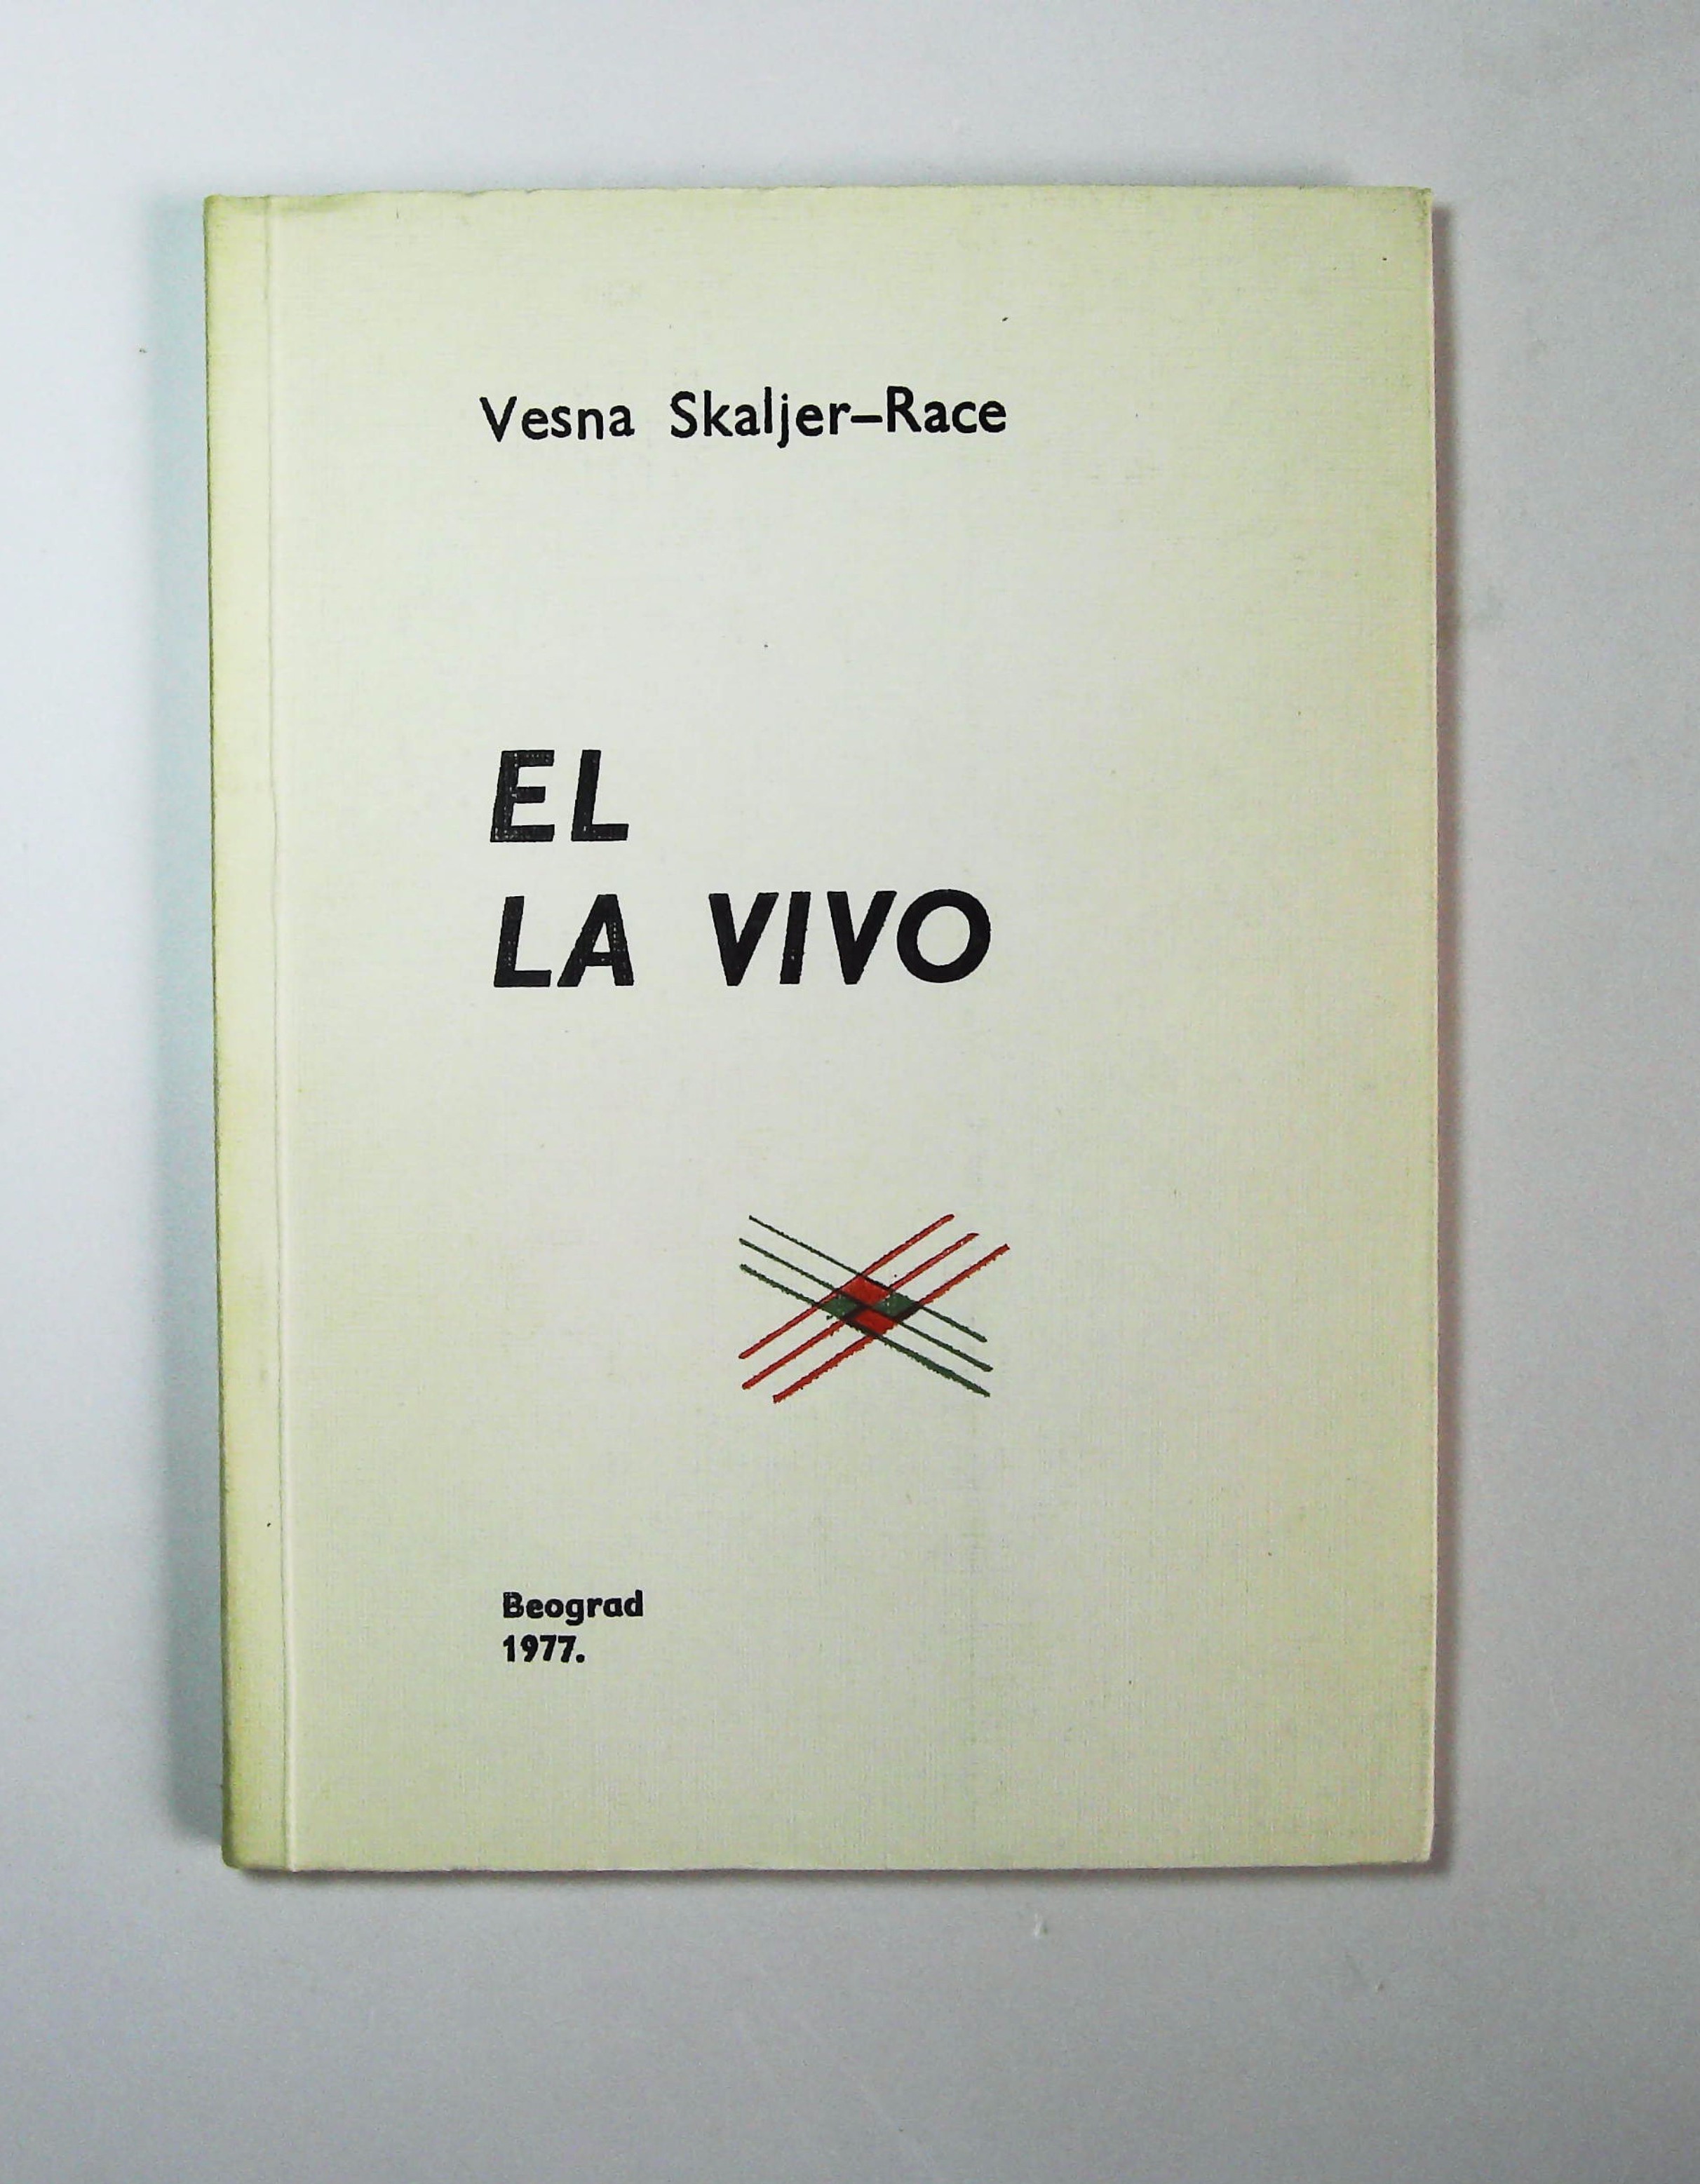 Vesna Skaljer–Race
EL
LA VIVO
Beograd
1977.